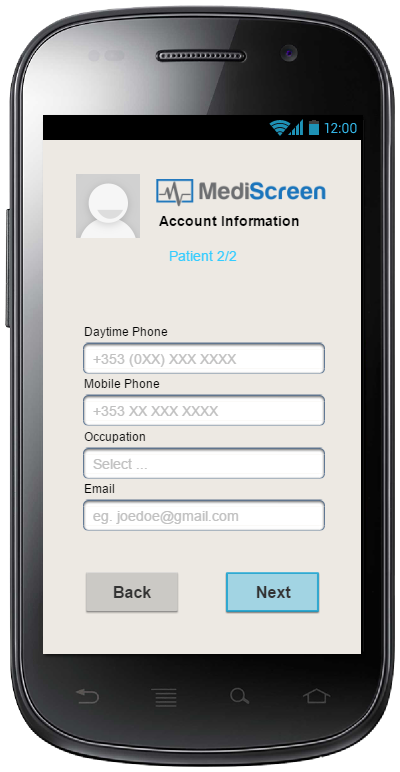 12:00
MediScreen
Account Information
Patient 2/2
Daytime Phone
+353 (0XX) XXX XXXX
Mobile Phone
+353 XX XXX XXXX
Occupation
Select ...
Email
eg. joedoe@gmail.com
Back Next